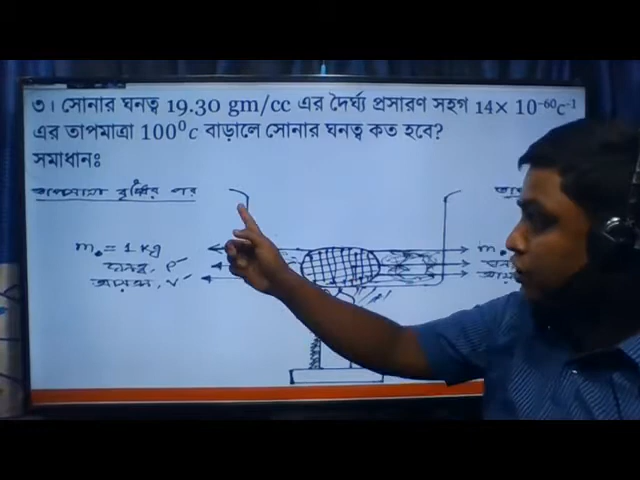 ৩। সোনার ঘনত্ব 19.30 gm/cc এর দৈর্ঘ্য প্রসারণ সহগ 14× 10⁻⁶⁰c⁻¹
এর তাপমাত্রা 100⁰c বাড়ালে সোনার ঘনত্ব কত হবে?
সমাধানঃ
তাপমাত্রা বৃদ্ধির পর
m = 1 kg
ঘনত্ব, ρ′
আয়তন, v′
m